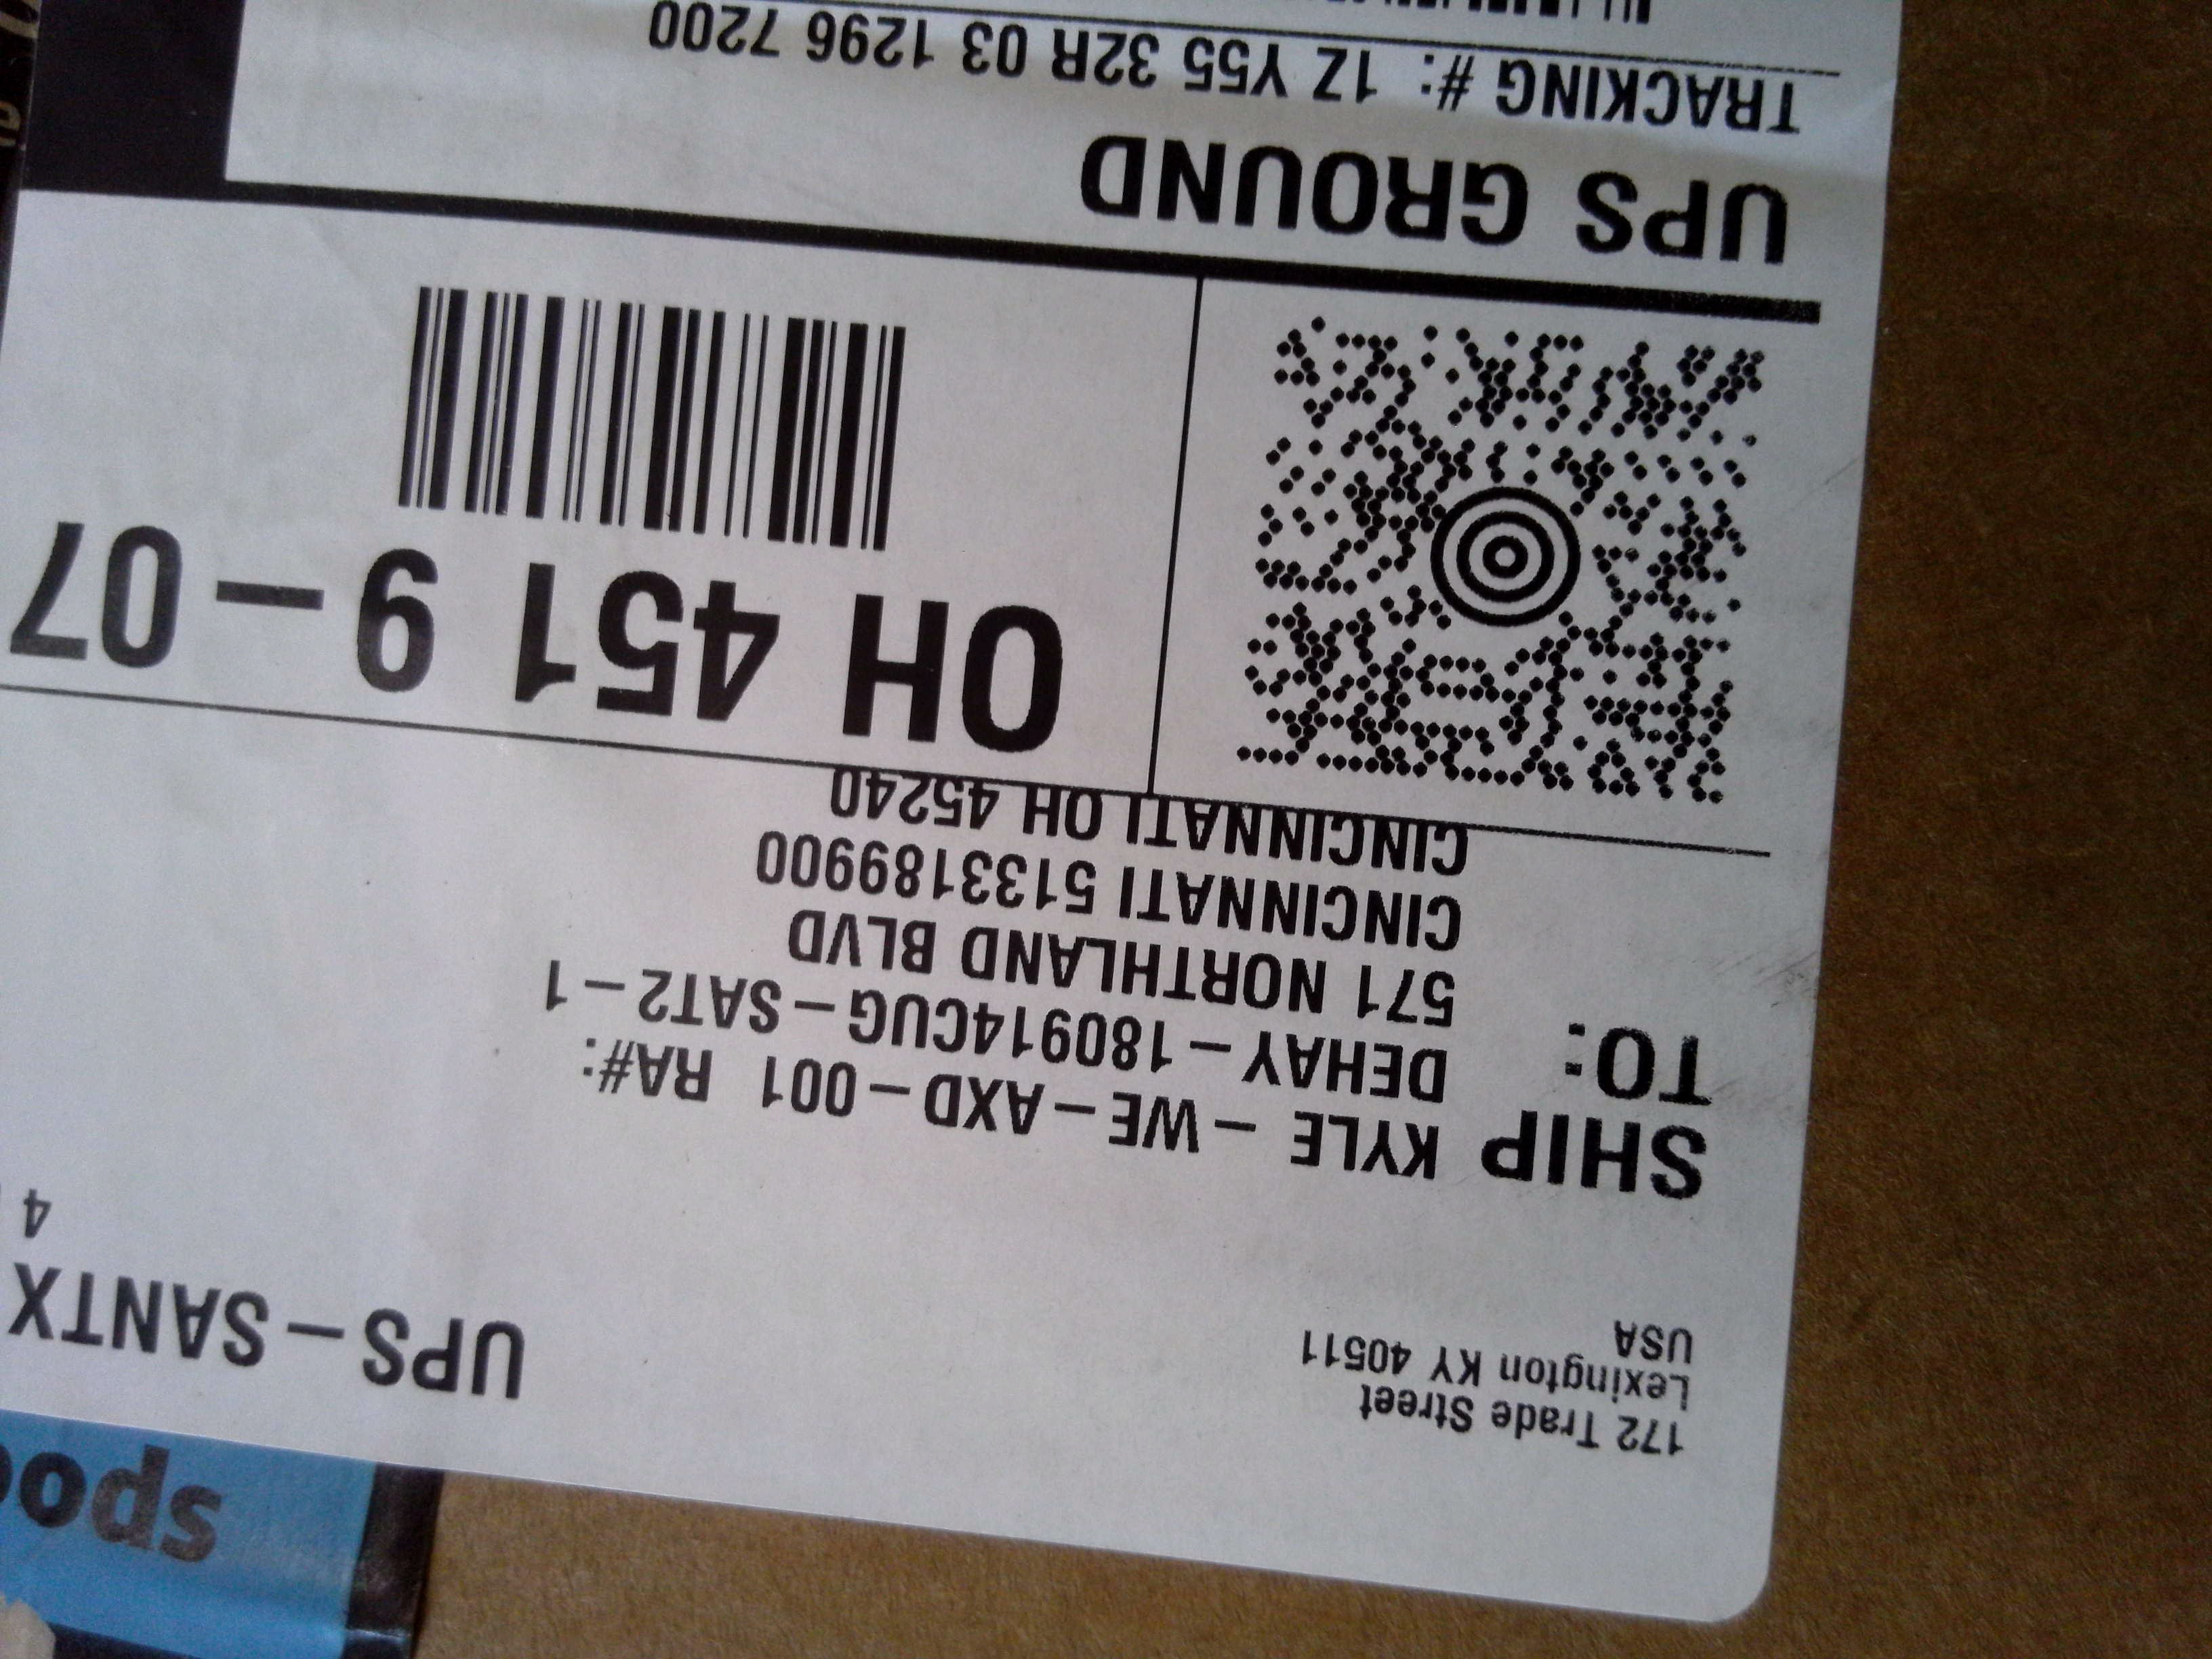 172 Trade Street
Lexington KY 40511
USA
UPS-SANTX
4
SHIP TO:
KYLE - WE-AXD-001 RA#:
DEHAY-180914CUG-SAT2-1
571 NORTHLAND BLVD
CINCINNATI 5133189900
CINCINNATI OH 45240
OH 451 9-07
UPS GROUND
TRACKING #: 1Z Y55 32R 03 1296 7200